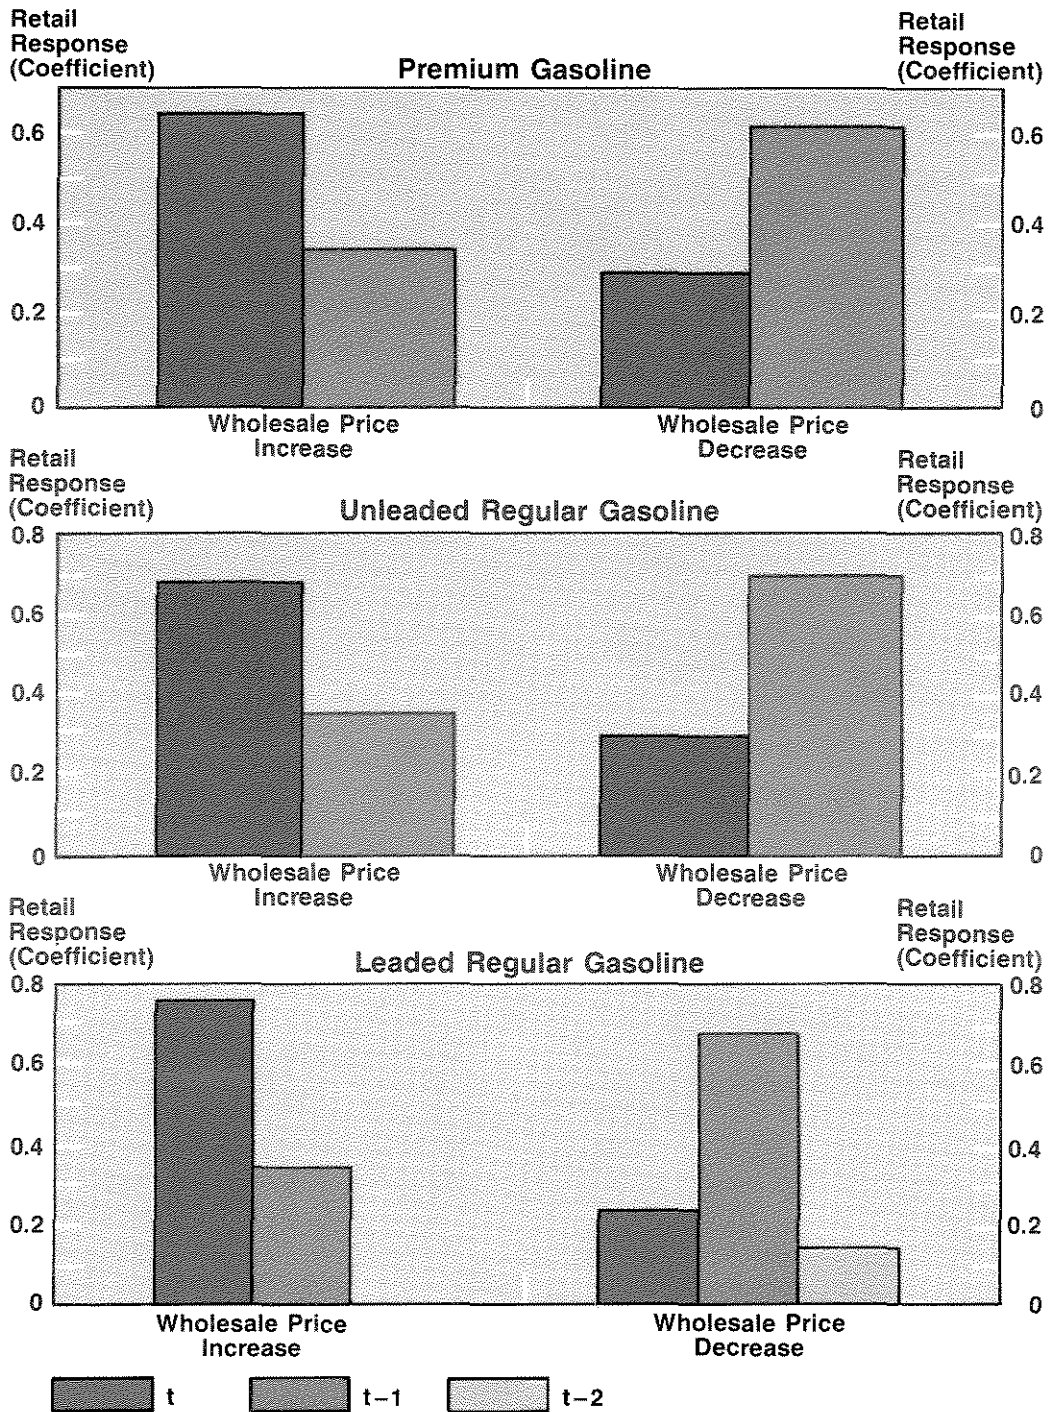 Retail
Response
(Coefficient)
Premium Gasoline
Retail
Response
(Coefficient)
0.6
0.4
0.2
0
0.6
0.4
0.2
0
Wholesale Price
Increase
Wholesale Price
Decrease
Retail
Response
(Coefficient)
Unleaded Regular Gasoline
Retail
Response
(Coefficient)
0.8
0.6
0.4
0.2
0
0.8
0.6
0.4
0.2
0
Wholesale Price
Increase
Wholesale Price
Decrease
Retail
Response
(Coefficient)
Leaded Regular Gasoline
Retail
Response
(Coefficient)
0.8
0.6
0.4
0.2
0
0.8
0.6
0.4
0.2
0
Wholesale Price
Increase
Wholesale Price
Decrease
t
t-1
t-2